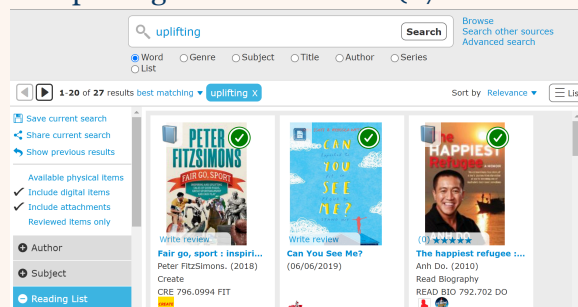 uplifting
Search
Browse
Search other sources
Advanced search
Word Genre Subject Title Author Series
List
1-20 of 27 results best matching uplifting X
Sort by Relevance
Save current search
Share current search
Show previous results
Available physical items
Include digital items
Include attachments
Reviewed items only
Author
Subject
Reading List
PETER
FITZSIMONS
FAIR GO, SPORT
Write review
Fair go, sport : inspiri...
Peter FitzSimons. (2018)
Create
CRE 796.0994 FIT
CREATE
CAN
YOU
SEE
ME?
Write review
Can You See Me?
(06/06/2019)
The
HAPPIEST
Refugee
Anh Do
(0) ★★★★★
The happiest refugee :...
Anh Do. (2010)
Read Biography
READ BIO 792.702 DO